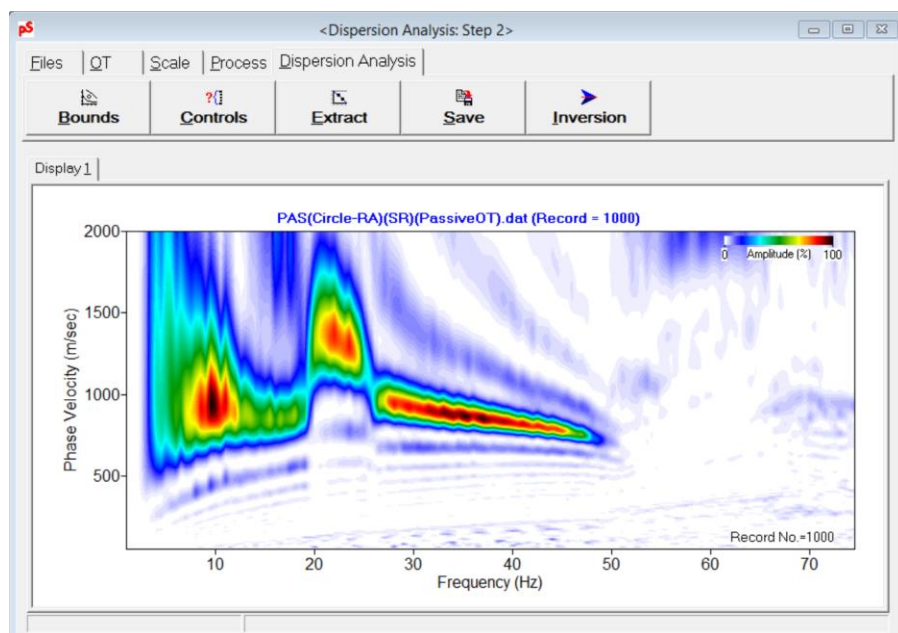 pS
<Dispersion Analysis: Step 2>
Files QT Scale Process Dispersion Analysis
Bounds Controls Extract Save Inversion
Display 1
PAS(Circle-RA)(SR)(PassiveOT).dat (Record = 1000)
2000
1500
1000
500
Phase Velocity (m/sec)
0 Amplitude (%) 100
Record No.=1000
10 20 30 40 50 60 70
Frequency (Hz)